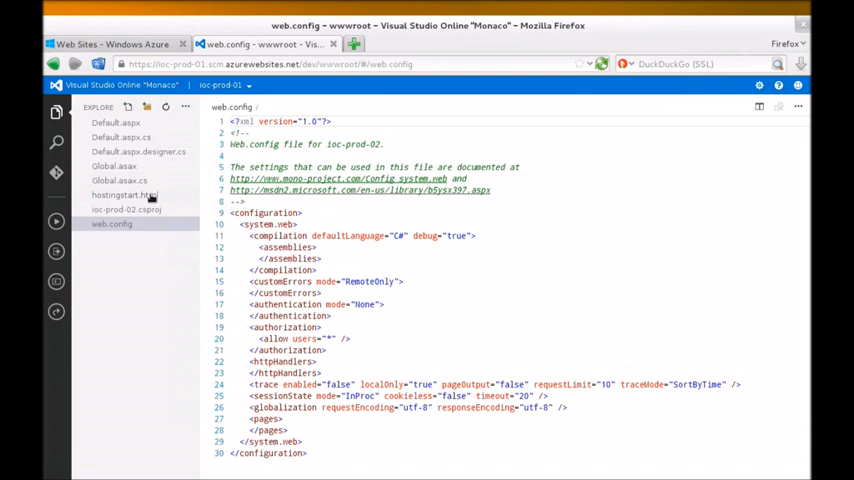 web.config - wwwroot - Visual Studio Online "Monaco" - Mozilla Firefox
Web Sites - Windows Azure
web.config - wwwroot - Vis...
Firefox
https://ioc-prod-01.scm.azurewebsites.net/dev/wwwroot/#/web.config
DuckDuckGo (SSL)
Visual Studio Online "Monaco"
ioc-prod-01
EXPLORE
Default.aspx
Default.aspx.cs
Default.aspx.designer.cs
Global.asax
Global.asax.cs
hostingstart.html
ioc-prod-02.csproj
web.config
web.config /
1 <?xml version="1.0"?>
2 <!--
3 Web.config file for ioc-prod-02.
4
5 The settings that can be used in this file are documented at
6 http://www.mono-project.com/Config_system.web and
7 http://msdn2.microsoft.com/en-us/library/b5ysx397.aspx
8 -->
9 <configuration>
10 <system.web>
11 <compilation defaultLanguage="C#" debug="true">
12 <assemblies>
13 </assemblies>
14 </compilation>
15 <customErrors mode="RemoteOnly">
16 </customErrors>
17 <authentication mode="None">
18 </authentication>
19 <authorization>
20 <allow users="*" />
21 </authorization>
22 <httpHandlers>
23 </httpHandlers>
24 <trace enabled="false" localOnly="true" pageOutput="false" requestLimit="10" traceMode="SortByTime" />
25 <sessionState mode="InProc" cookieless="false" timeout="20" />
26 <globalization requestEncoding="utf-8" responseEncoding="utf-8" />
27 <pages>
28 </pages>
29 </system.web>
30 </configuration>